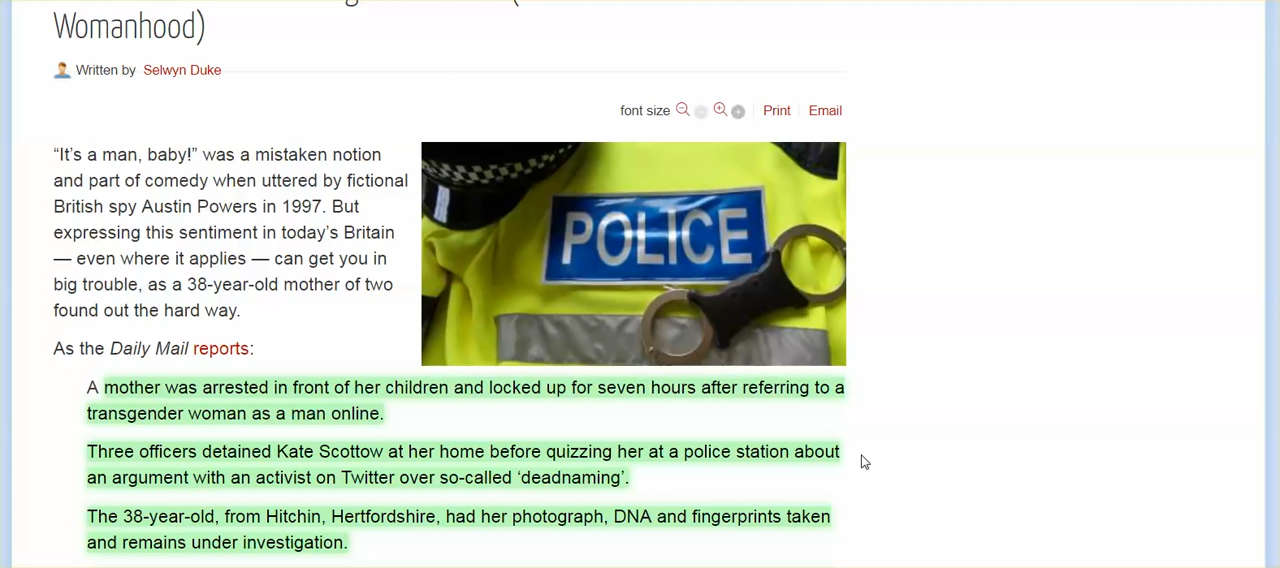 Womanhood)
Written by Selwyn Duke
font size Print Email
“It’s a man, baby!” was a mistaken notion
and part of comedy when uttered by fictional
British spy Austin Powers in 1997. But
expressing this sentiment in today’s Britain
— even where it applies — can get you in
big trouble, as a 38-year-old mother of two
found out the hard way.
POLICE
As the Daily Mail reports:
A mother was arrested in front of her children and locked up for seven hours after referring to a
transgender woman as a man online.
Three officers detained Kate Scottow at her home before quizzing her at a police station about
an argument with an activist on Twitter over so-called ‘deadnaming’.
The 38-year-old, from Hitchin, Hertfordshire, had her photograph, DNA and fingerprints taken
and remains under investigation.